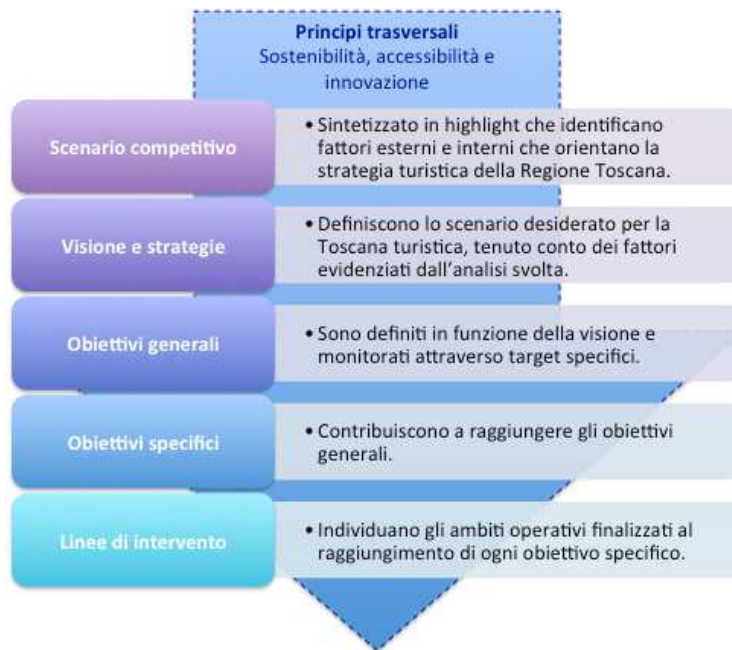 Principi trasversali
Sostenibilità, accessibilità e
innovazione
Scenario competitivo
• Sintetizzato in highlight che identificano
fattori esterni e interni che orientano la
strategia turistica della Regione Toscana.
Visione e strategie
• Definiscono lo scenario desiderato per la
Toscana turistica, tenuto conto dei fattori
evidenziati dall'analisi svolta.
Obiettivi generali
• Sono definiti in funzione della visione e
monitorati attraverso target specifici.
Obiettivi specifici
• Contribuiscono a raggiungere gli obiettivi
generali.
Linee di intervento
• Individuano gli ambiti operativi finalizzati al
raggiungimento di ogni obiettivo specifico.